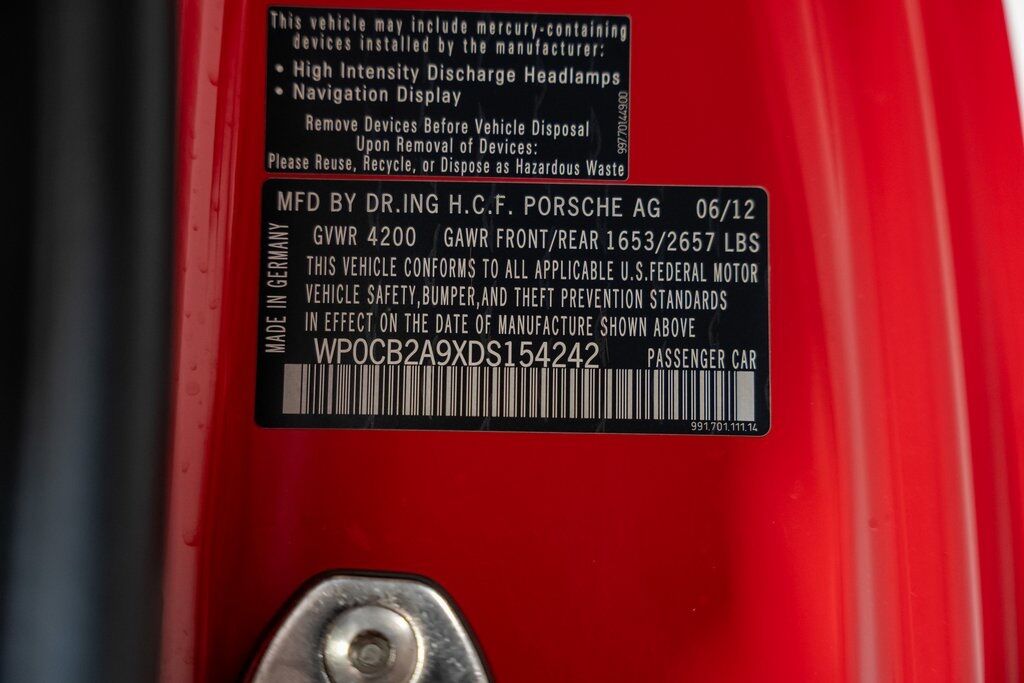 This vehicle may include mercury-containing
devices installed by the manufacturer:
• High Intensity Discharge Headlamps
• Navigation Display
Remove Devices Before Vehicle Disposal
Upon Removal of Devices:
Please Reuse, Recycle, or Dispose as Hazardous Waste
99770144900
MFD BY DR.ING H.C.F. PORSCHE AG 06/12
GVWR 4200 GAWR FRONT/REAR 1653/2657 LBS
THIS VEHICLE CONFORMS TO ALL APPLICABLE U.S.FEDERAL MOTOR
VEHICLE SAFETY,BUMPER,AND THEFT PREVENTION STANDARDS
IN EFFECT ON THE DATE OF MANUFACTURE SHOWN ABOVE
MADE IN GERMANY
WP0CB2A9XDS154242 PASSENGER CAR
991.701.111.14